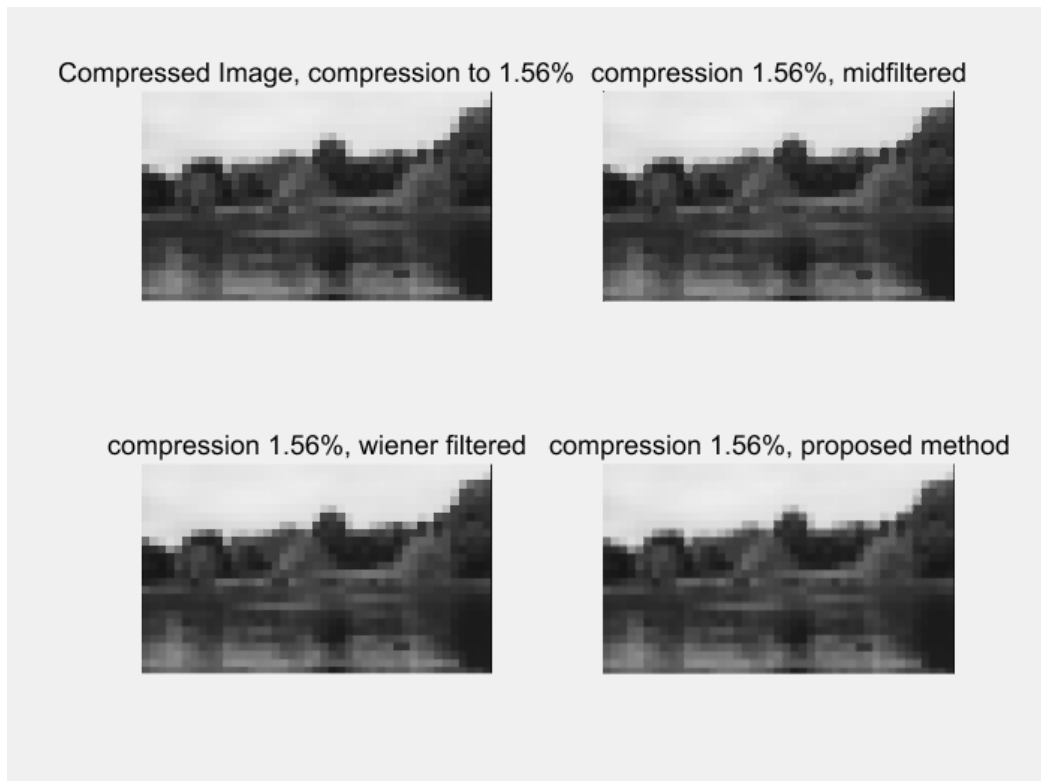 Compressed Image, compression to 1.56%
compression 1.56%, midfiltered
compression 1.56%, wiener filtered
compression 1.56%, proposed method